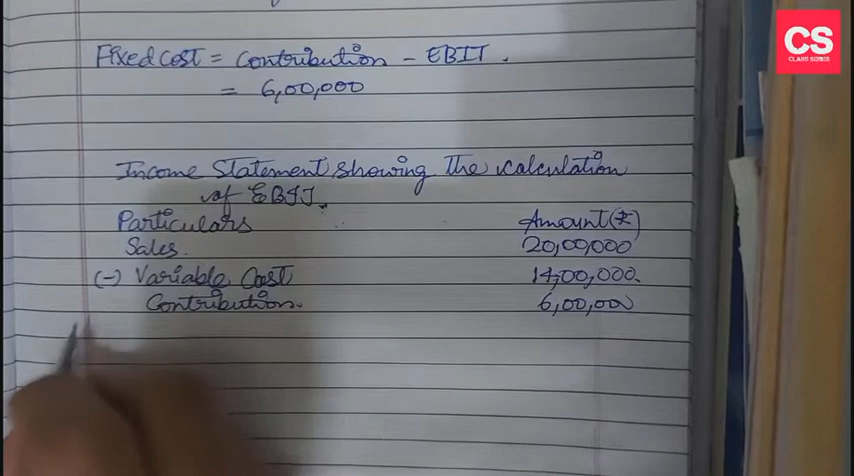 CS
CLAHO SERIES
Fixed cost = Contribution - EBIT.
= 6,00,000
Income Statement showing the calculation
of EBIT.
Particulars Amount(₹)
Sales. 20,00,000
(-) Variable Cost 14,00,000.
Contribution. 6,00,000